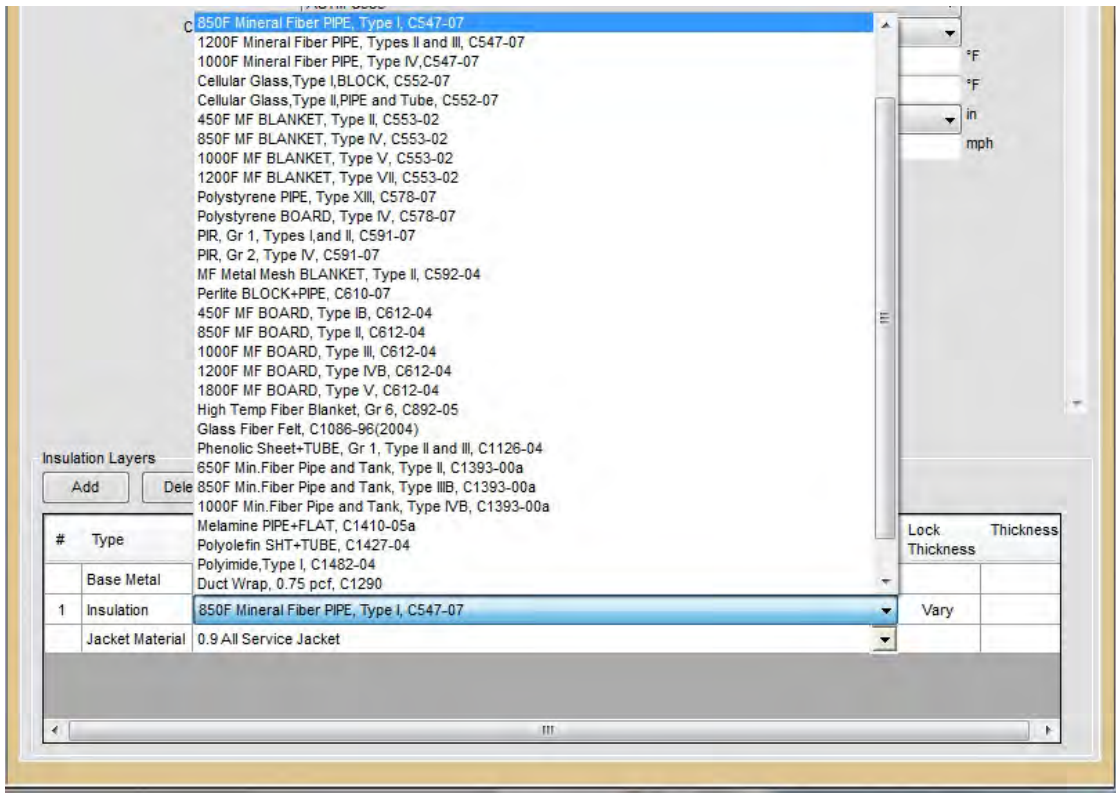 850F Mineral Fiber PIPE, Type I, C547-07
1200F Mineral Fiber PIPE, Types II and III, C547-07
°F
1000F Mineral Fiber PIPE, Type IV,C547-07
Cellular Glass,Type I,BLOCK, C552-07
°F
Cellular Glass,Type II,PIPE and Tube, C552-07
450F MF BLANKET, Type II, C553-02
in
850F MF BLANKET, Type IV, C553-02
mph
1000F MF BLANKET, Type V, C553-02
1200F MF BLANKET, Type VII, C553-02
Polystyrene PIPE, Type XIII, C578-07
Polystyrene BOARD, Type IV, C578-07
PIR, Gr 1, Types I,and II, C591-07
PIR, Gr 2, Type IV, C591-07
MF Metal Mesh BLANKET, Type II, C592-04
Perlite BLOCK+PIPE, C610-07
450F MF BOARD, Type IB, C612-04
850F MF BOARD, Type II, C612-04
1000F MF BOARD, Type III, C612-04
1200F MF BOARD, Type IVB, C612-04
1800F MF BOARD, Type V, C612-04
High Temp Fiber Blanket, Gr 6, C892-05
Glass Fiber Felt, C1086-96(2004)
Phenolic Sheet+TUBE, Gr 1, Type II and III, C1126-04
Insulation Layers
650F Min.Fiber Pipe and Tank, Type II, C1393-00a
Add Dele 850F Min.Fiber Pipe and Tank, Type IIIB, C1393-00a
1000F Min.Fiber Pipe and Tank, Type IVB, C1393-00a
Melamine PIPE+FLAT, C1410-05a
# Type Polyolefin SHT+TUBE, C1427-04 Lock Thickness Thickness
Polyimide,Type I, C1482-04
Base Metal Duct Wrap, 0.75 pcf, C1290
1 Insulation 850F Mineral Fiber PIPE, Type I, C547-07 Vary
Jacket Material 0.9 All Service Jacket